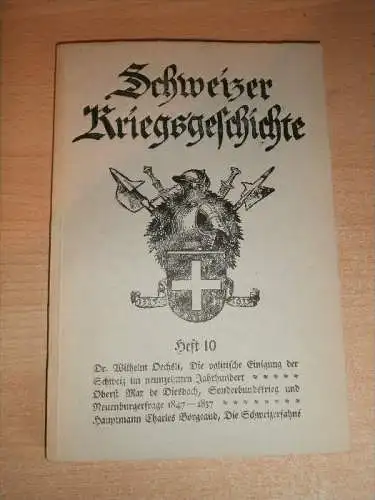 Schweizer
Kriegsgeschichte
Heft 10
Dr. Wilhelm Oechsli, Die politische Einigung der
Schweiz im neunzehnten Jahrhundert * * * * *
Oberst Max de Diesbach, Sonderbundskrieg und
Neuenburgerfrage 1847—1857 * * * * * * * *
Hauptmann Charles Borgeaud, Die Schweizerfahne